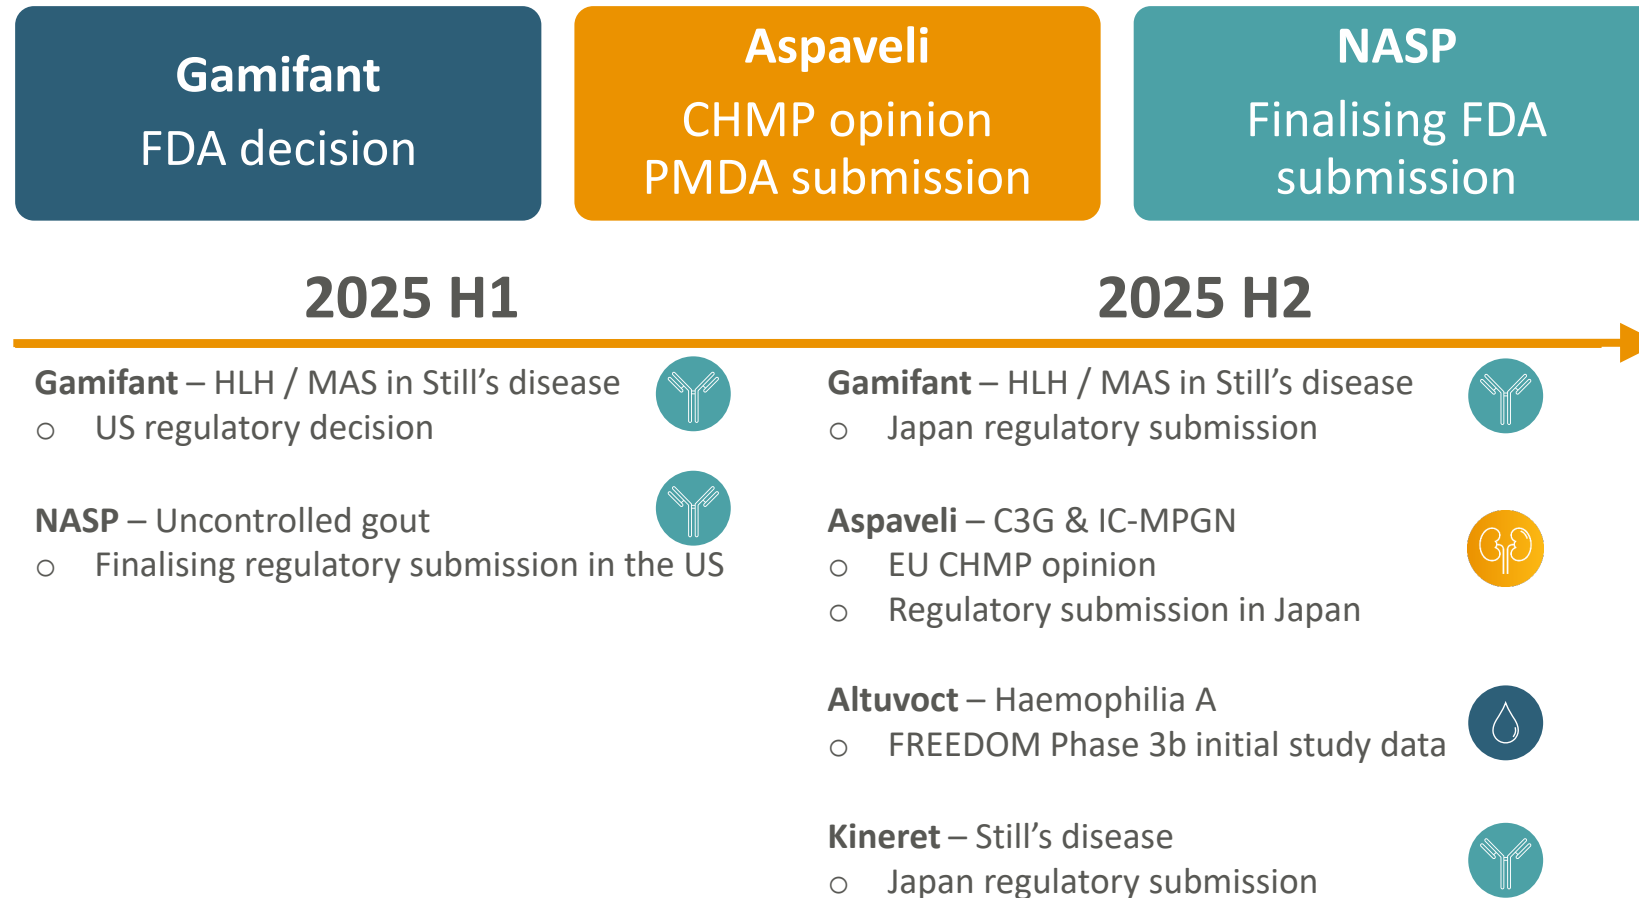 Gamifant
FDA decision
Aspaveli
CHMP opinion
PMDA submission
NASP
Finalising FDA
submission
2025 H1
2025 H2
Gamifant – HLH / MAS in Still’s disease
o US regulatory decision
NASP – Uncontrolled gout
o Finalising regulatory submission in the US
Gamifant – HLH / MAS in Still’s disease
o Japan regulatory submission
Aspaveli – C3G & IC-MPGN
o EU CHMP opinion
o Regulatory submission in Japan
Altuvoct – Haemophilia A
o FREEDOM Phase 3b initial study data
Kineret – Still’s disease
o Japan regulatory submission